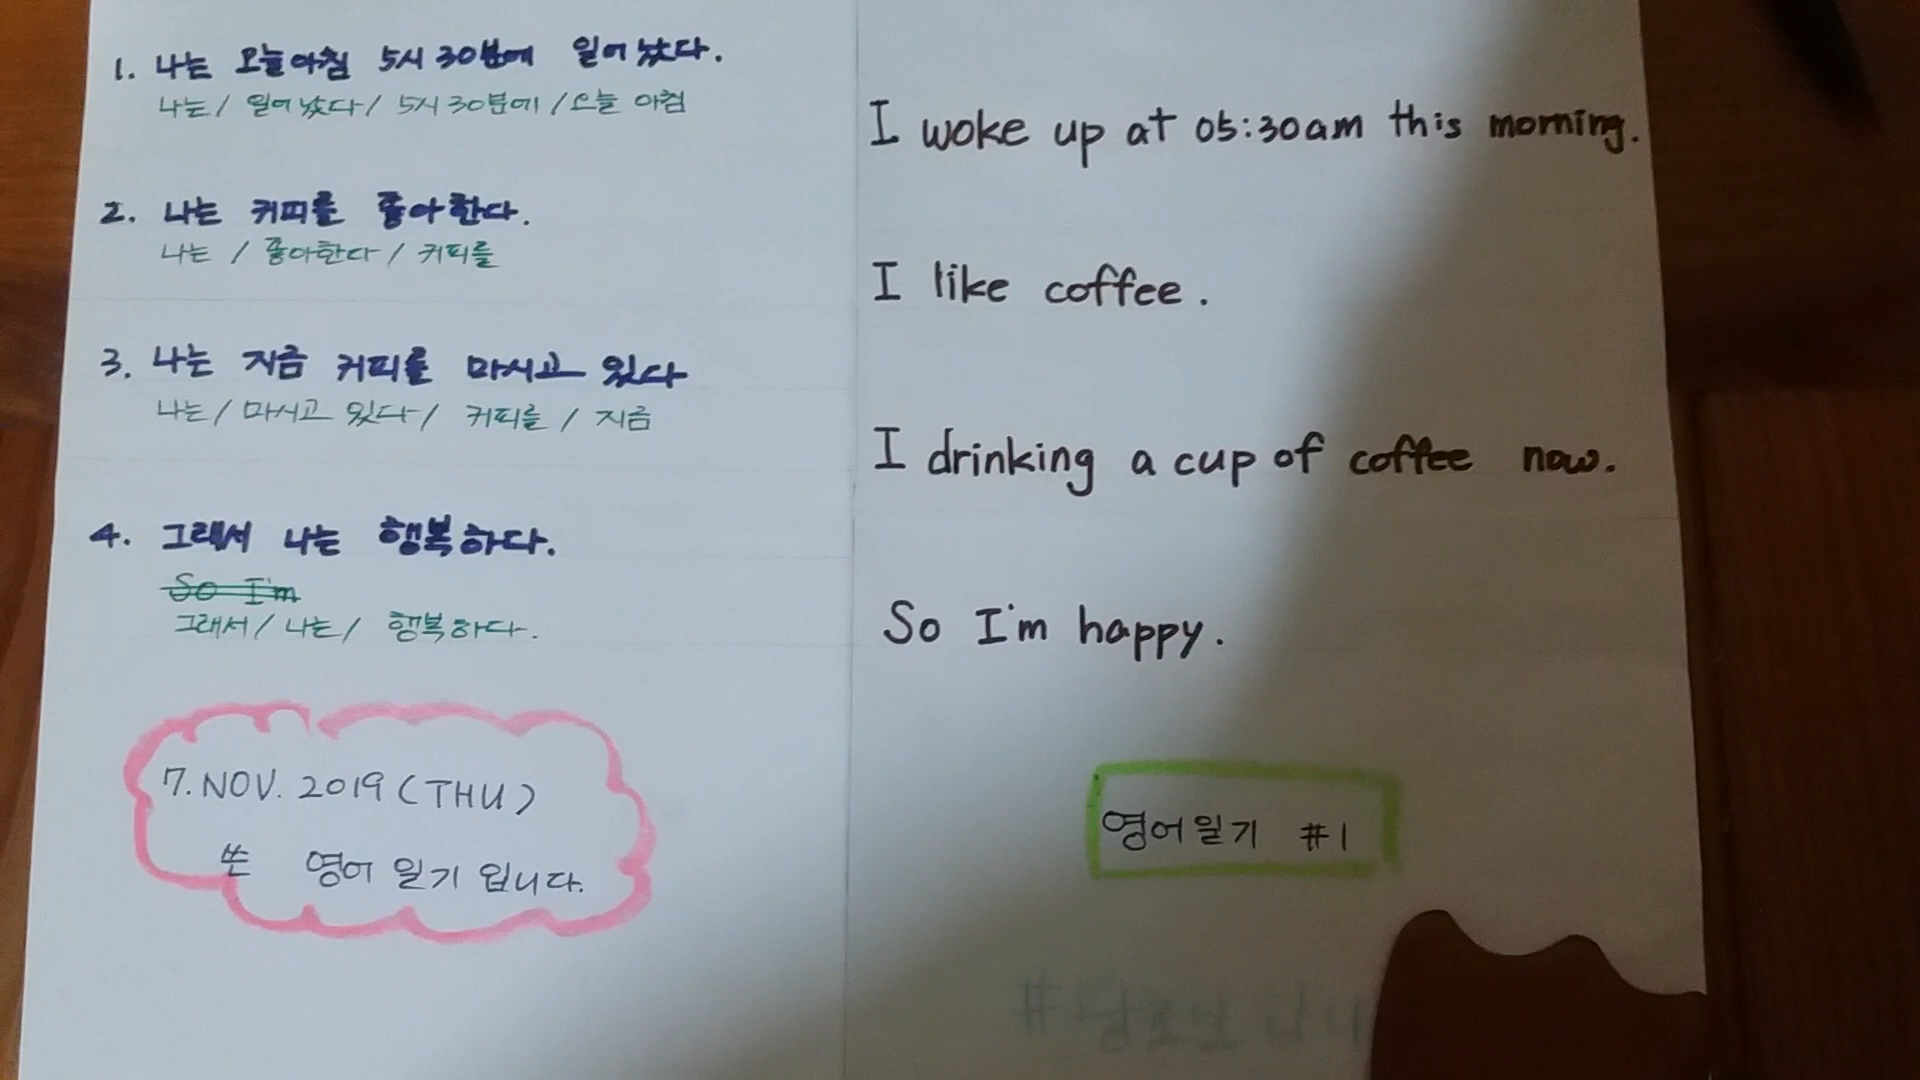 1. 나는 오늘아침 5시 30분에 일어났다.
나는 / 일어났다 / 5시 30분에 / 오늘 아침
I woke up at 05:30am this morning.
2. 나는 커피를 좋아한다.
나는 / 좋아한다 / 커피를
I like coffee.
3. 나는 지금 커피를 마시고 있다
나는 / 마시고 있다 / 커피를 / 지금
I drinking a cup of coffee now.
4. 그래서 나는 행복하다.
So I'm
그래서 / 나는 / 행복하다.
So I'm happy.
7. NOV. 2019 (THU)
쓴 영어 일기 입니다.
영어일기 #1